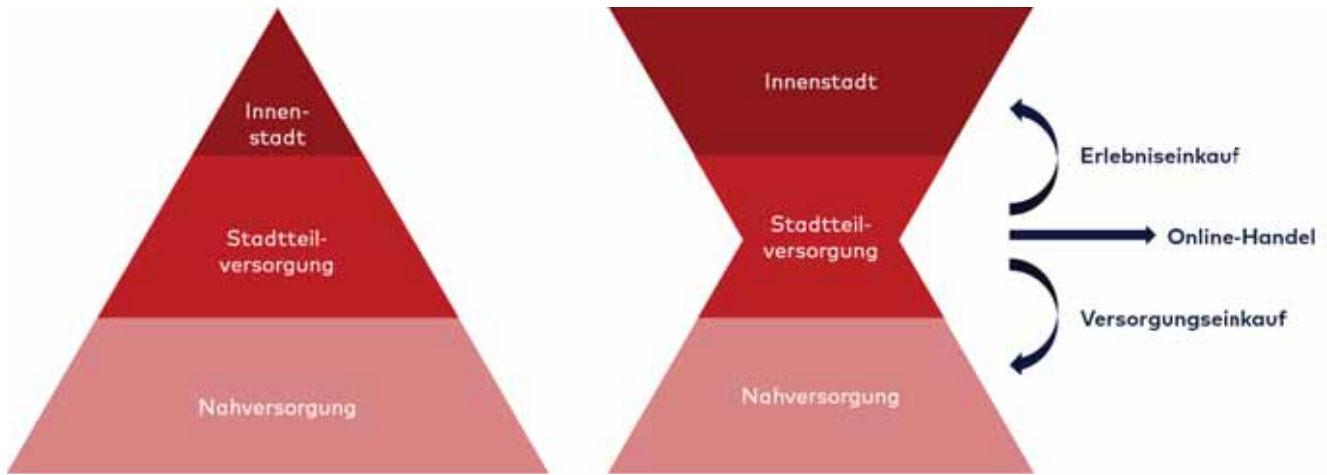 Innen-
stadt
Stadtteil-
versorgung
Nahversorgung
Innenstadt
Stadtteil-
versorgung
Nahversorgung
Erlebniseinkauf
Online-Handel
Versorgungseinkauf